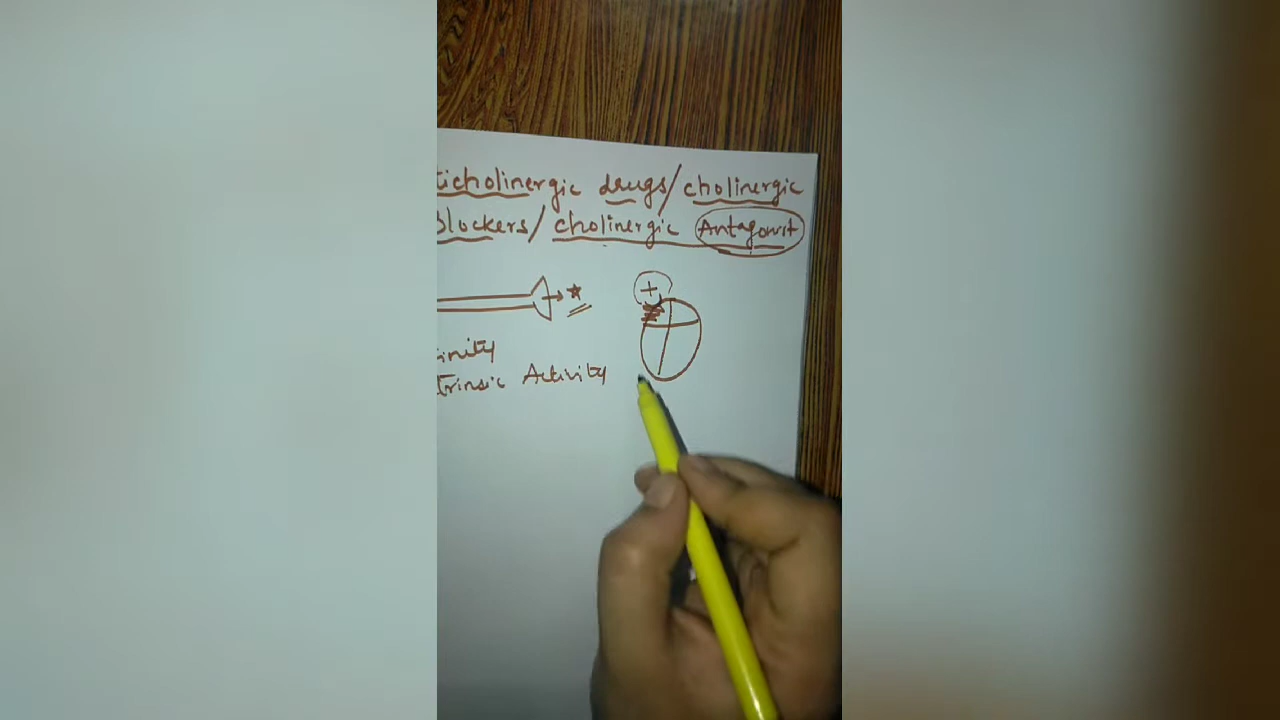 ticholinergic drugs/cholinergic
blockers/cholinergic Antagonist
+
inity
trinsic Activity